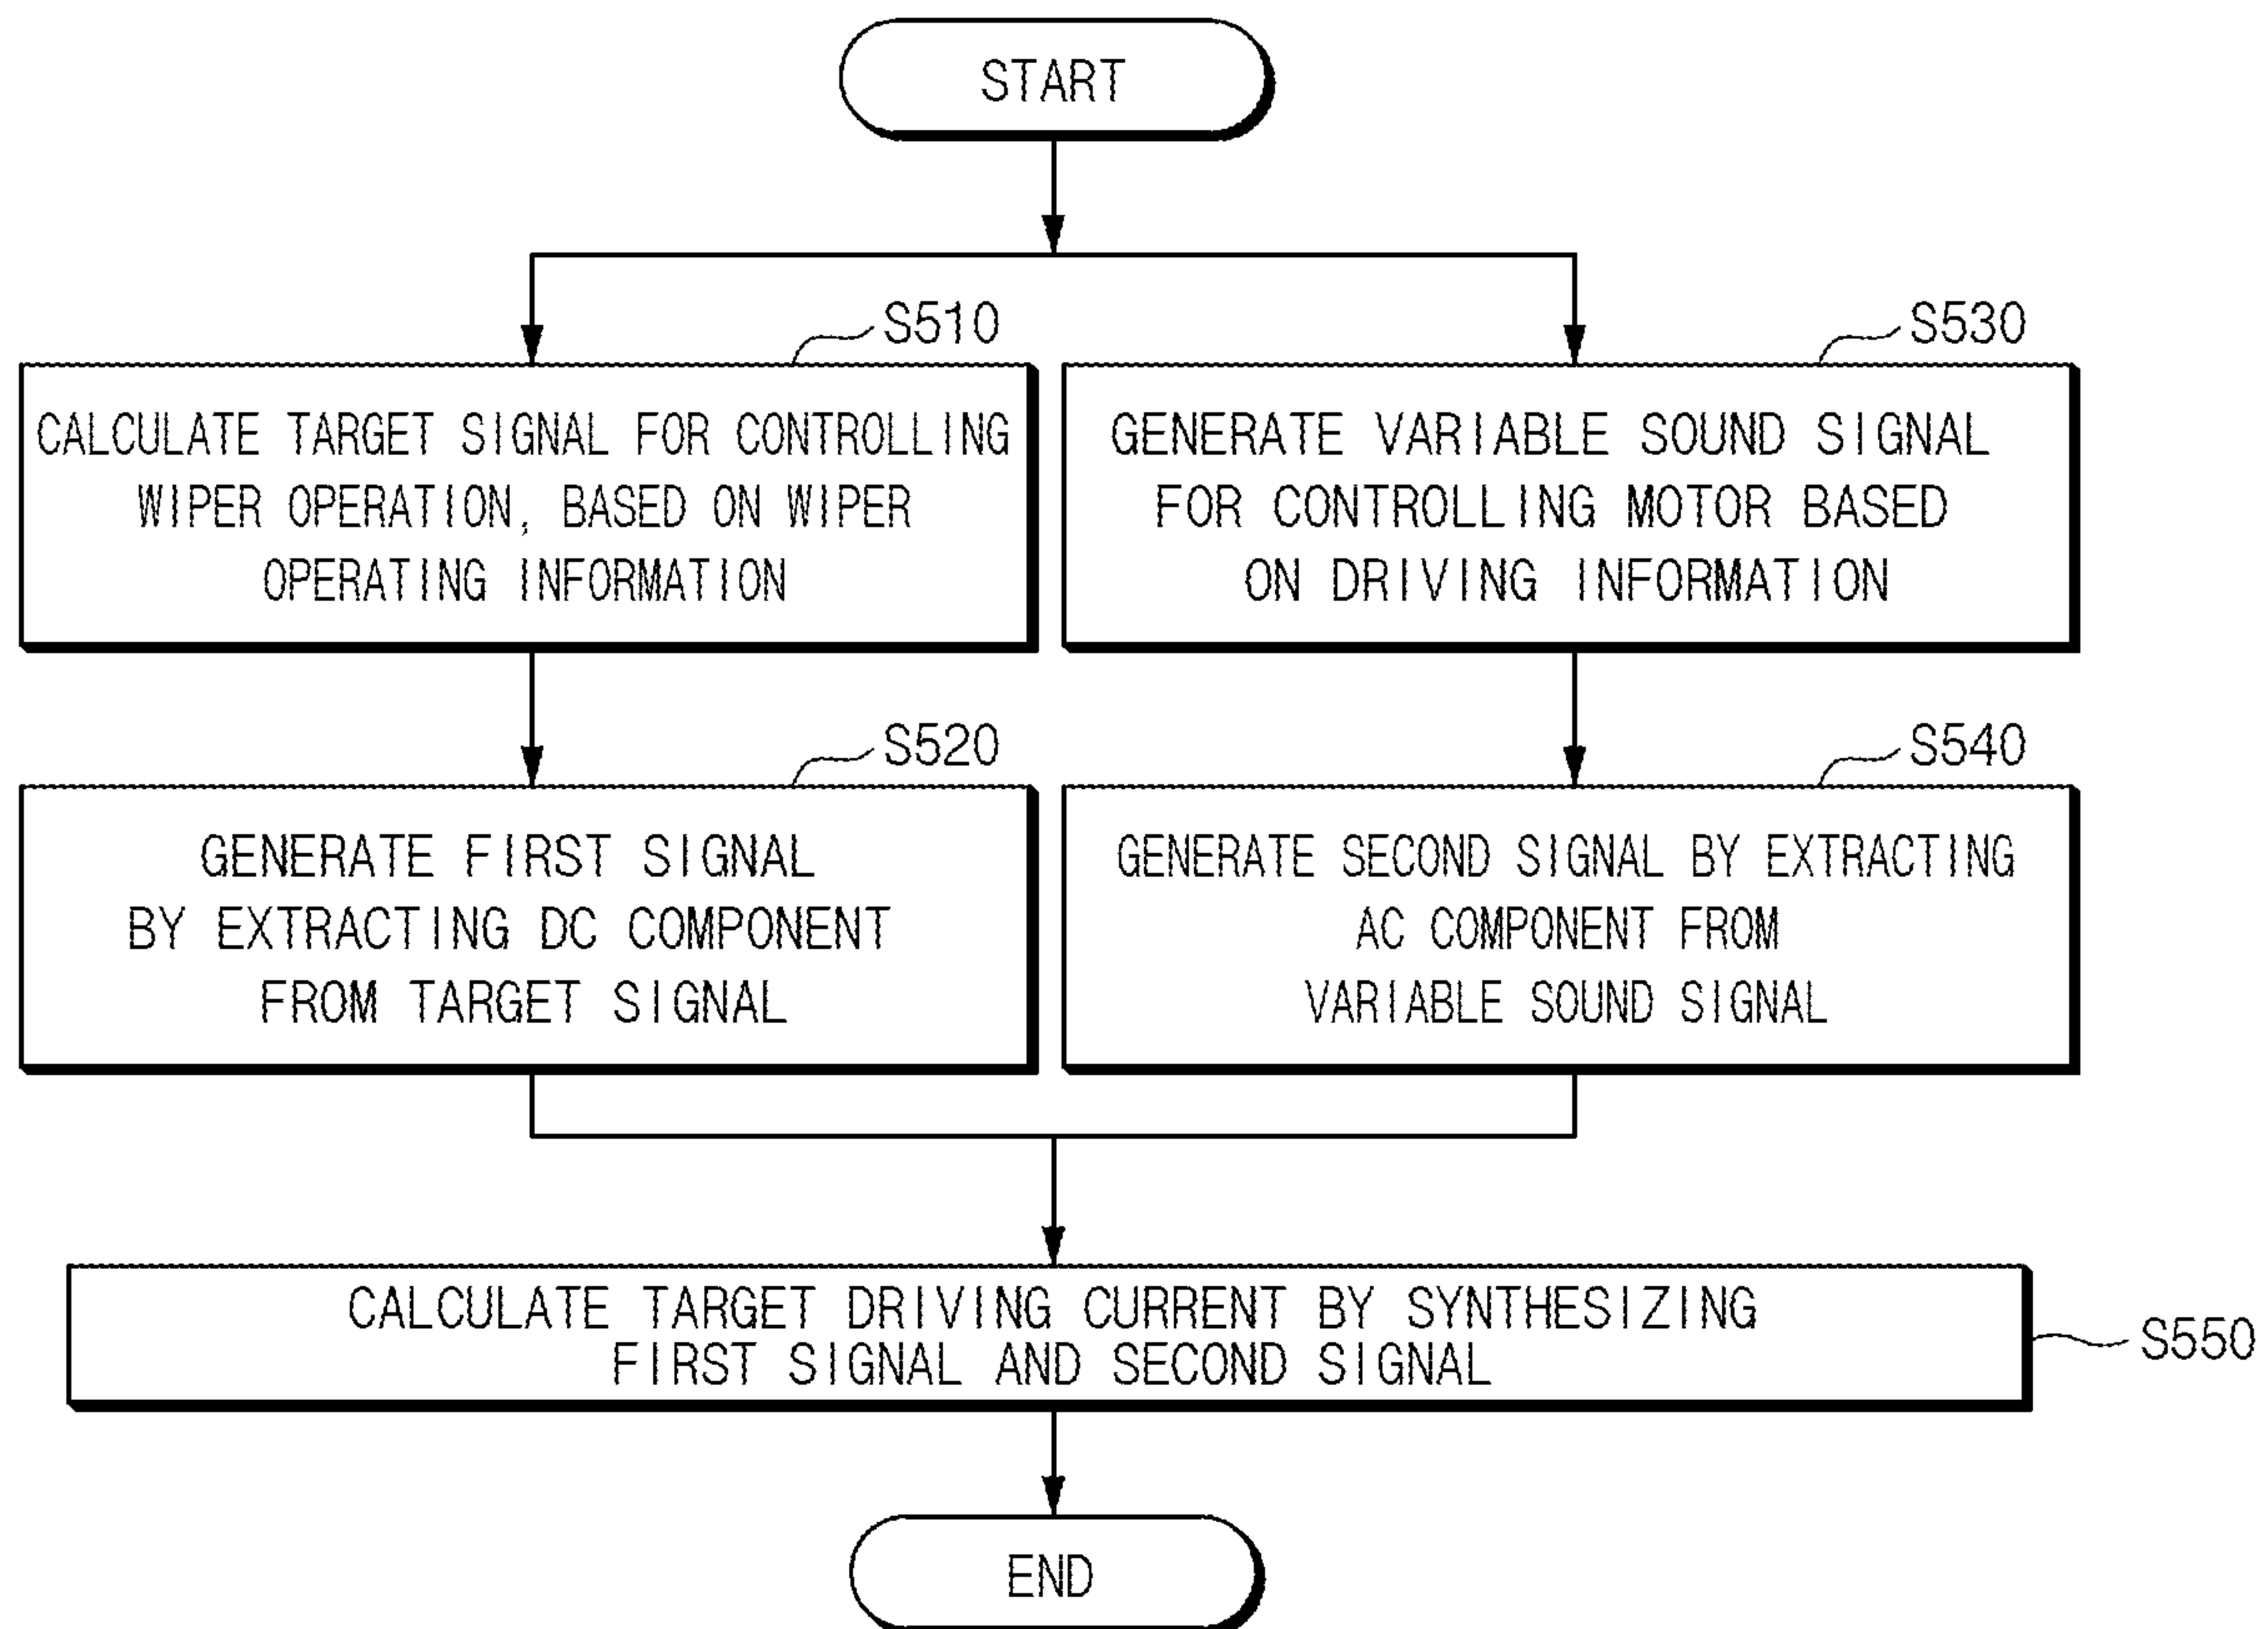 START
S510
CALCULATE TARGET SIGNAL FOR CONTROLLING
WIPER OPERATION, BASED ON WIPER
OPERATING INFORMATION
S530
GENERATE VARIABLE SOUND SIGNAL
FOR CONTROLLING MOTOR BASED
ON DRIVING INFORMATION
S520
GENERATE FIRST SIGNAL
BY EXTRACTING DC COMPONENT
FROM TARGET SIGNAL
S540
GENERATE SECOND SIGNAL BY EXTRACTING
AC COMPONENT FROM
VARIABLE SOUND SIGNAL
CALCULATE TARGET DRIVING CURRENT BY SYNTHESIZING
FIRST SIGNAL AND SECOND SIGNAL
S550
END